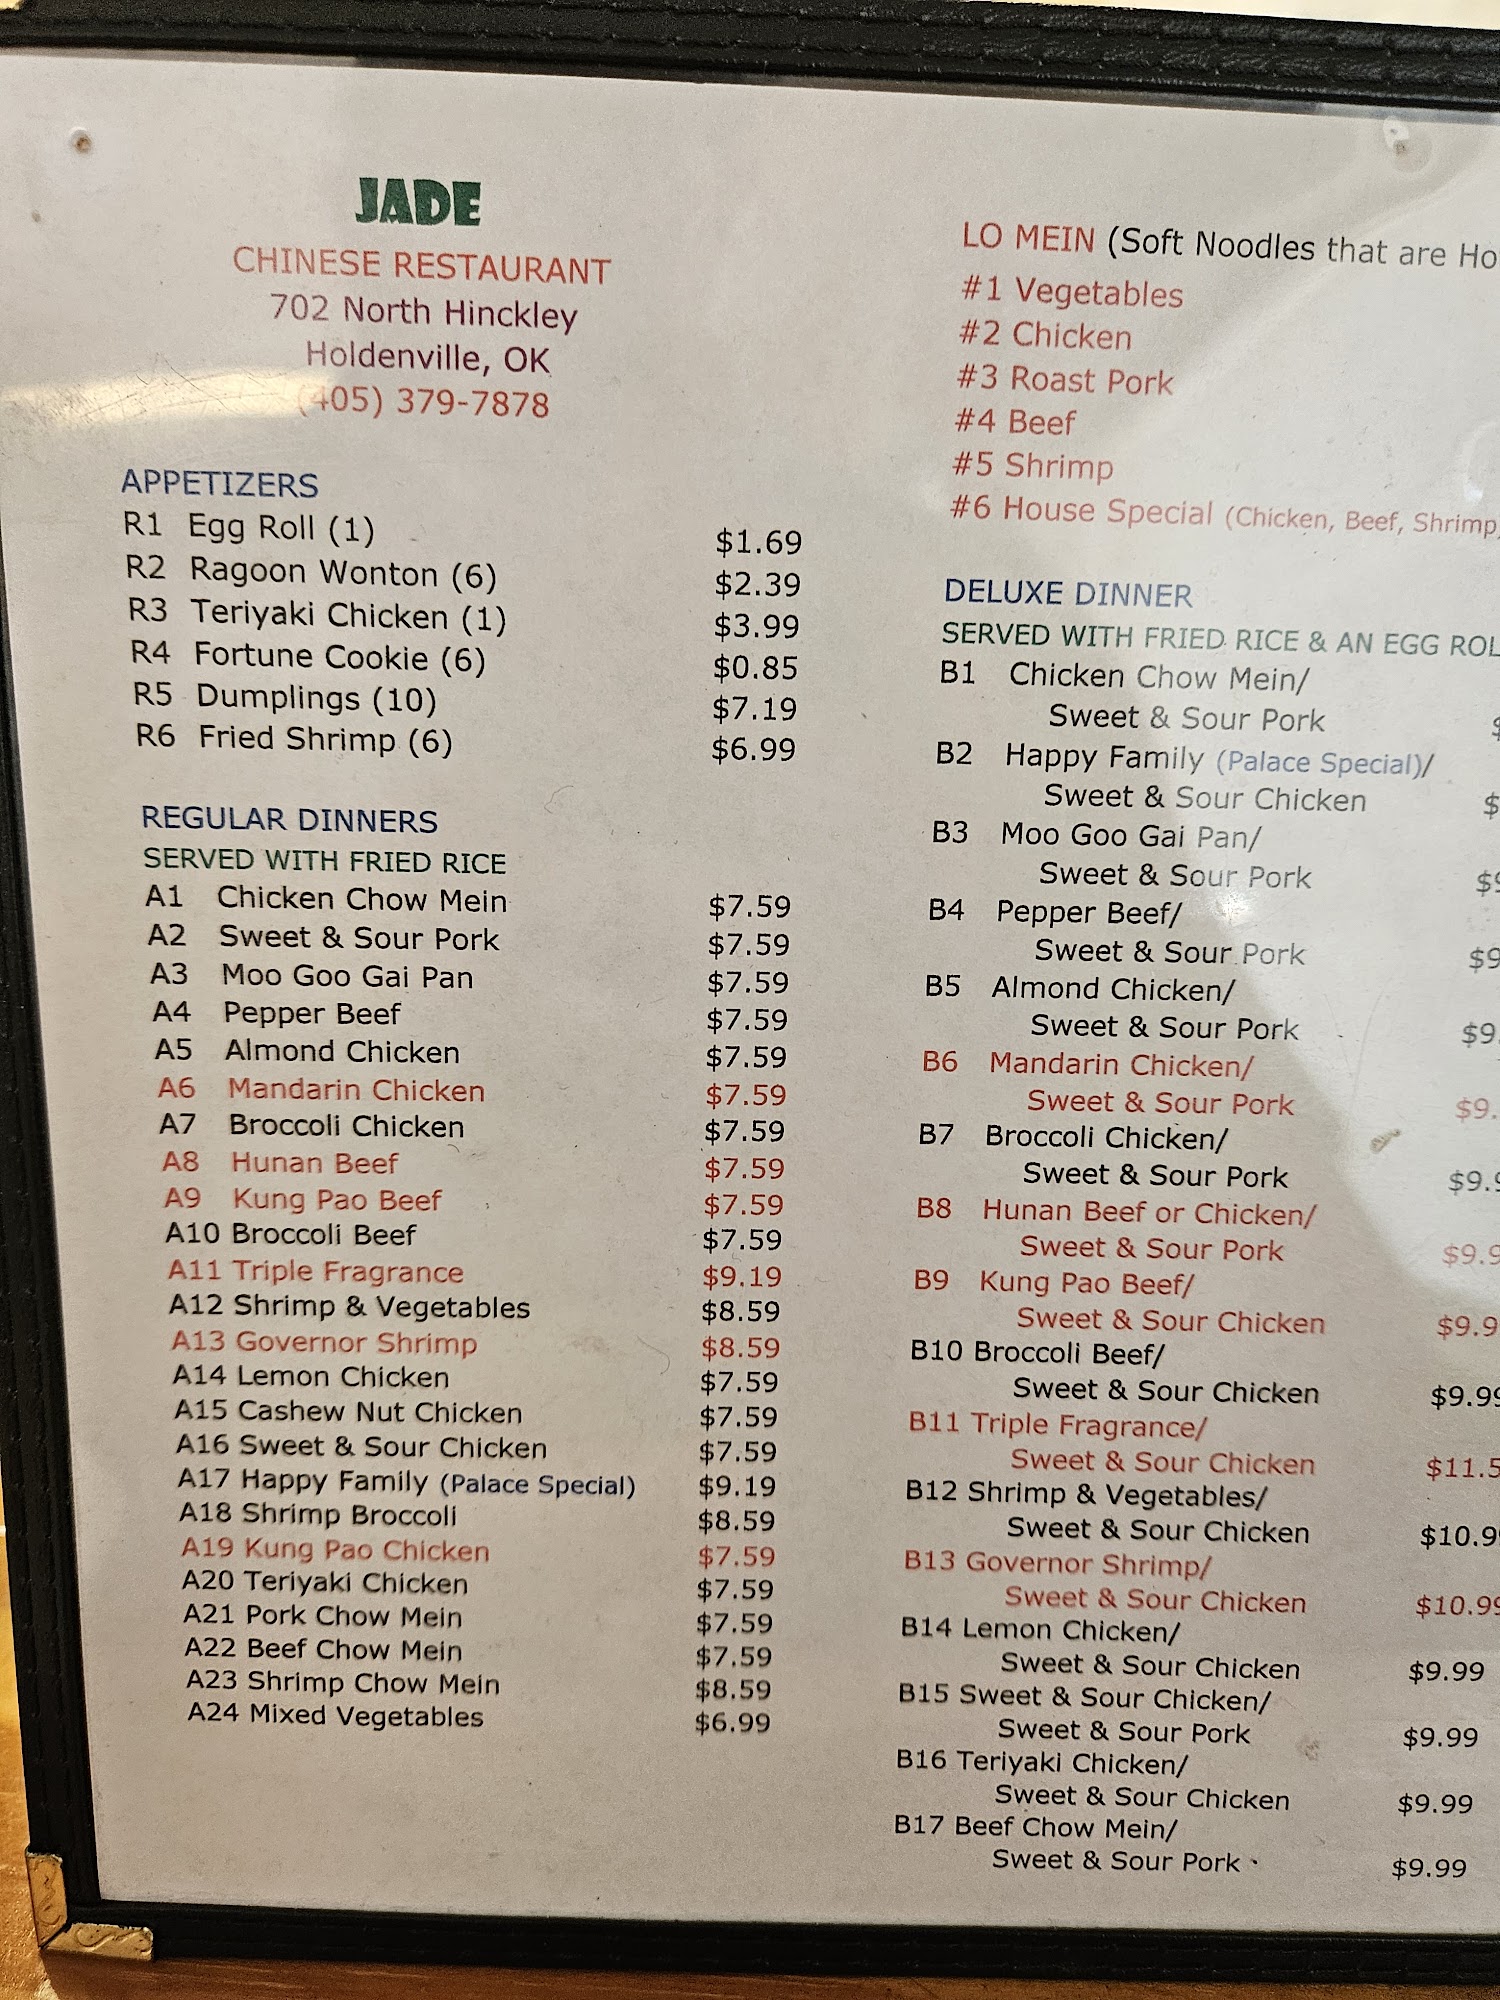 JADE
CHINESE RESTAURANT
702 North Hinckley
Holdenville, OK
(405) 379-7878
APPETIZERS
R1 Egg Roll (1) $1.69
R2 Ragoon Wonton (6) $2.39
R3 Teriyaki Chicken (1) $3.99
R4 Fortune Cookie (6) $0.85
R5 Dumplings (10) $7.19
R6 Fried Shrimp (6) $6.99
REGULAR DINNERS
SERVED WITH FRIED RICE
A1 Chicken Chow Mein $7.59
A2 Sweet & Sour Pork $7.59
A3 Moo Goo Gai Pan $7.59
A4 Pepper Beef $7.59
A5 Almond Chicken $7.59
A6 Mandarin Chicken $7.59
A7 Broccoli Chicken $7.59
A8 Hunan Beef $7.59
A9 Kung Pao Beef $7.59
A10 Broccoli Beef $7.59
A11 Triple Fragrance $9.19
A12 Shrimp & Vegetables $8.59
A13 Governor Shrimp $8.59
A14 Lemon Chicken $7.59
A15 Cashew Nut Chicken $7.59
A16 Sweet & Sour Chicken $7.59
A17 Happy Family (Palace Special) $9.19
A18 Shrimp Broccoli $8.59
A19 Kung Pao Chicken $7.59
A20 Teriyaki Chicken $7.59
A21 Pork Chow Mein $7.59
A22 Beef Chow Mein $7.59
A23 Shrimp Chow Mein $8.59
A24 Mixed Vegetables $6.99
LO MEIN (Soft Noodles that are
#1 Vegetables
#2 Chicken
#3 Roast Pork
#4 Beef
#5 Shrimp
#6 House Special (Chicken, Beef, Shrimp,
DELUXE DINNER
SERVED WITH FRIED RICE & AN EGG
B1 Chicken Chow Mein/
Sweet & Sour Pork
B2 Happy Family (Palace Special)/
Sweet & Sour Chicken
B3 Moo Goo Gai Pan/
Sweet & Sour Pork
B4 Pepper Beef/
Sweet & Sour Pork
B5 Almond Chicken/
Sweet & Sour Pork
B6 Mandarin Chicken/
Sweet & Sour Pork
B7 Broccoli Chicken/
Sweet & Sour Pork
B8 Hunan Beef or Chicken/
Sweet & Sour Pork
B9 Kung Pao Beef/
Sweet & Sour Chicken
B10 Broccoli Beef/
Sweet & Sour Chicken $9.99
B11 Triple Fragrance/
Sweet & Sour Chicken
B12 Shrimp & Vegetables/
Sweet & Sour Chicken
B13 Governor Shrimp/
Sweet & Sour Chicken $10.99
B14 Lemon Chicken/
Sweet & Sour Chicken $9.99
B15 Sweet & Sour Chicken/
Sweet & Sour Pork $9.99
B16 Teriyaki Chicken/
Sweet & Sour Chicken $9.99
B17 Beef Chow Mein/
Sweet & Sour Pork $9.99